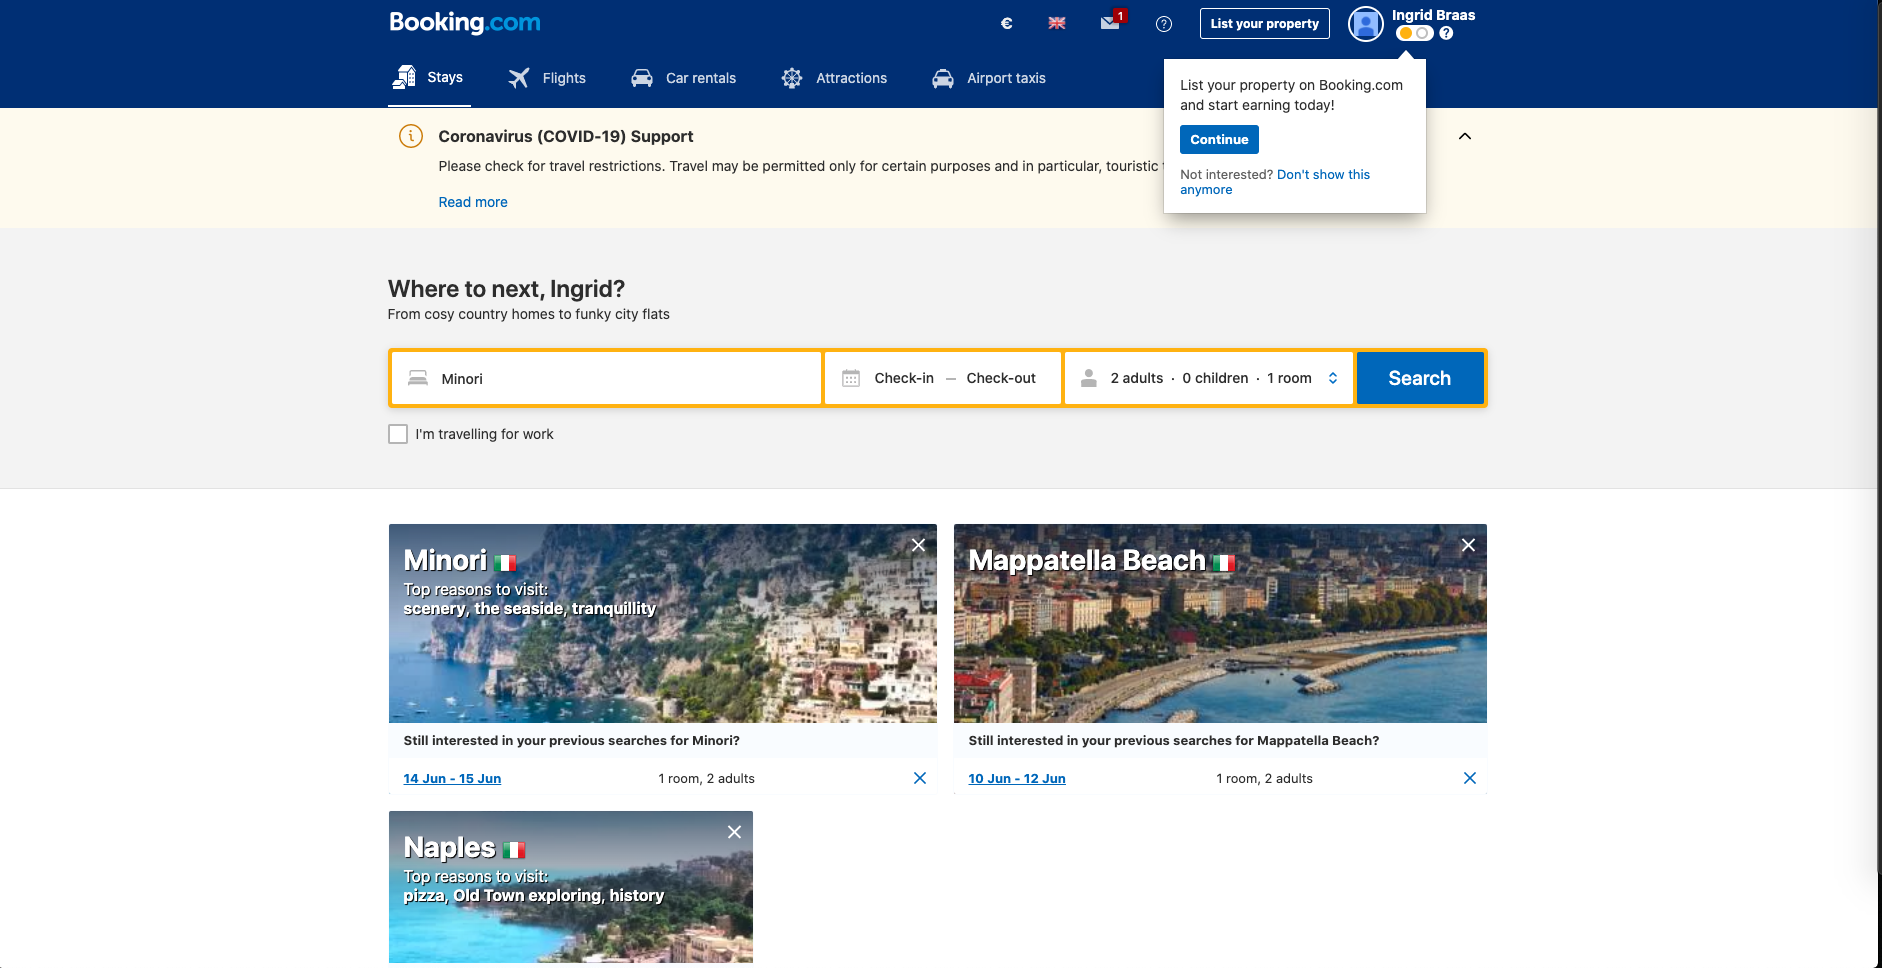 Booking.com
€
1
List your property
Ingrid Braas
Stays
Flights
Car rentals
Attractions
Airport taxis
List your property on Booking.com
and start earning today!
Continue
Not interested? Don't show this
anymore
Coronavirus (COVID-19) Support
Please check for travel restrictions. Travel may be permitted only for certain purposes and in particular, touristic
Read more
Where to next, Ingrid?
From cosy country homes to funky city flats
Minori
Check-in — Check-out
2 adults · 0 children · 1 room
Search
I'm travelling for work
Minori
Top reasons to visit:
scenery, the seaside, tranquillity
Still interested in your previous searches for Minori?
14 Jun - 15 Jun
1 room, 2 adults
Mappatella Beach
Still interested in your previous searches for Mappatella Beach?
10 Jun - 12 Jun
1 room, 2 adults
Naples
Top reasons to visit:
pizza, Old Town exploring, history